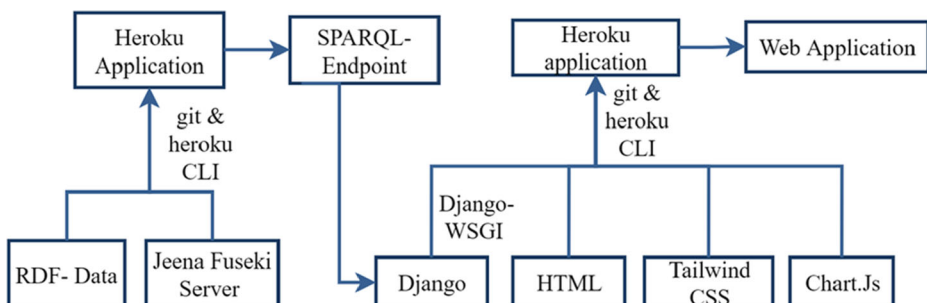 Heroku
Application
SPARQL-
Endpoint
Heroku
application
Web Application
git &
heroku
CLI
git &
heroku
CLI
Django-
WSGI
RDF- Data
Jeena Fuseki
Server
Django
HTML
Tailwind
CSS
Chart.Js